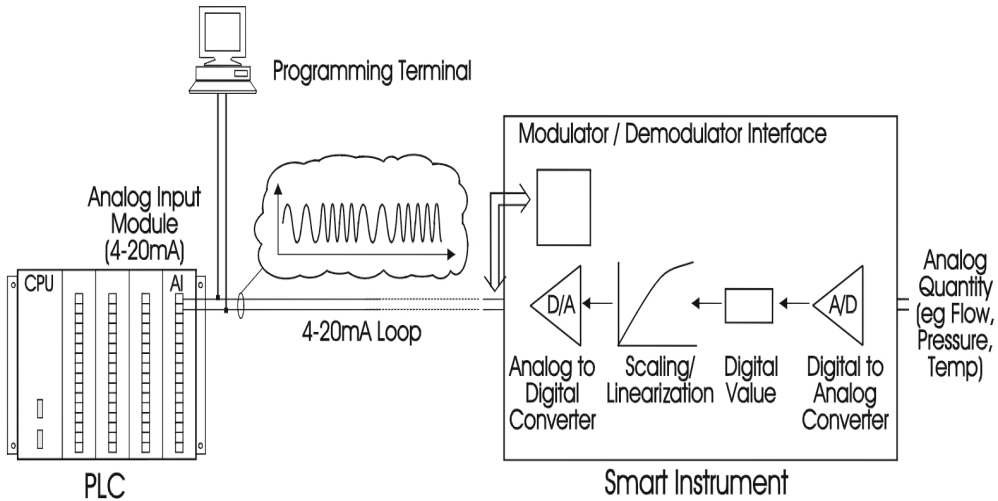 Programming Terminal
Modulator / Demodulator Interface
Analog Input
Module
(4-20mA)
CPU
AI
4-20mA Loop
D/A
A/D
Analog to
Digital
Converter
Scaling/
Linearization
Digital
Value
Digital to
Analog
Converter
Analog
Quantity
(eg Flow,
Pressure,
Temp)
PLC
Smart Instrument